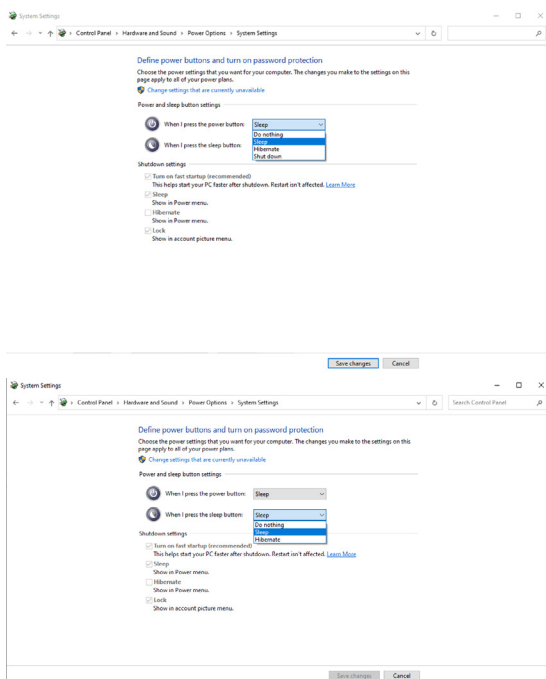 System Settings
Control Panel > Hardware and Sound > Power Options > System Settings
Define power buttons and turn on password protection
Choose the power settings that you want for your computer. The changes you make to the settings on this
page apply to all of your power plans.
Change settings that are currently unavailable
Power and sleep button settings
When I press the power button: Sleep
Do nothing
Sleep
Hibernate
Shut down
When I press the sleep button:
Shutdown settings
Turn on fast startup (recommended)
This helps start your PC faster after shutdown. Restart isn't affected. Learn More
Sleep
Show in Power menu.
Hibernate
Show in Power menu.
Lock
Show in account picture menu.
Save changes Cancel
System Settings
Control Panel > Hardware and Sound > Power Options > System Settings Search Control Panel
Define power buttons and turn on password protection
Choose the power settings that you want for your computer. The changes you make to the settings on this
page apply to all of your power plans.
Change settings that are currently unavailable
Power and sleep button settings
When I press the power button: Sleep
When I press the sleep button: Sleep
Do nothing
Sleep
Hibernate
Shutdown settings
Turn on fast startup (recommended)
This helps start your PC faster after shutdown. Restart isn't affected. Learn More
Sleep
Show in Power menu.
Hibernate
Show in Power menu.
Lock
Show in account picture menu.
Save changes Cancel